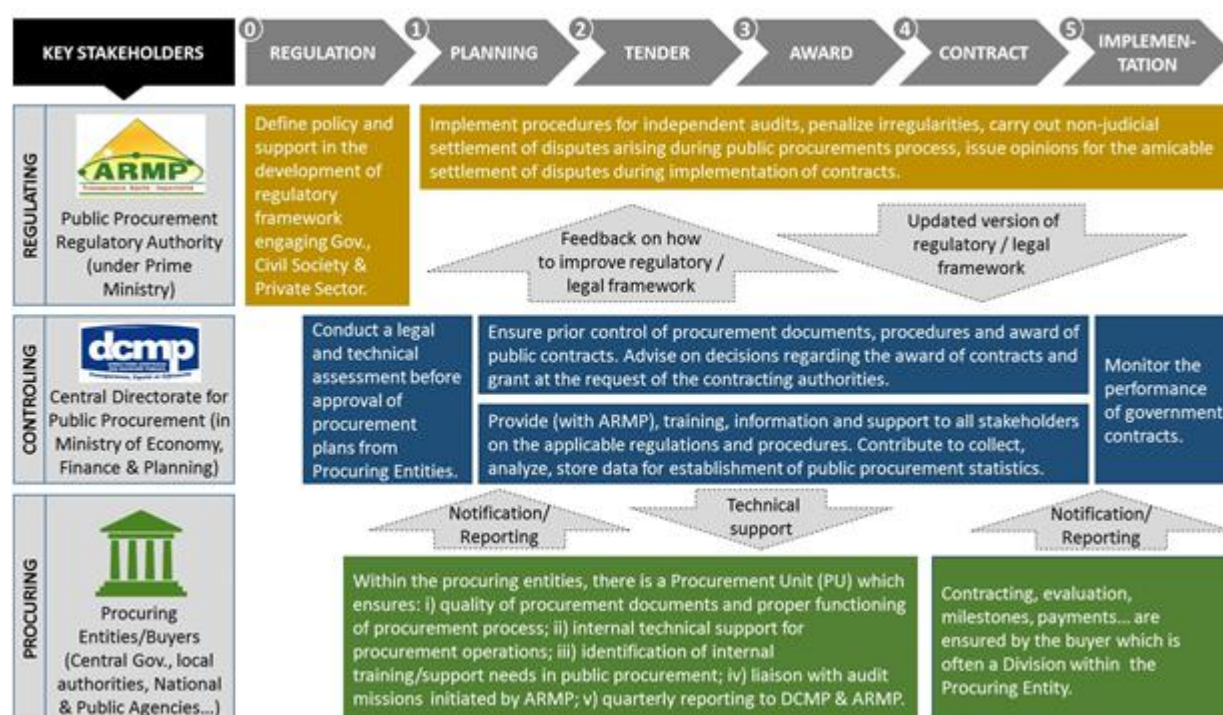 KEY STAKEHOLDERS
0
REGULATION
1
PLANNING
2
TENDER
3
AWARD
4
CONTRACT
5
IMPLEMEN-
TATION
REGULATING
ARMP
Public Procurement
Regulatory Authority
(under Prime
Ministry)
Define policy and
support in the
development of
regulatory
framework
engaging Gov.,
Civil Society &
Private Sector.
Implement procedures for independent audits, penalize irregularities, carry out non-judicial
settlement of disputes arising during public procurements process, issue opinions for the amicable
settlement of disputes during implementation of contracts.
Feedback on how
to improve regulatory /
legal framework
Updated version of
regulatory / legal
framework
CONTROLING
dcmp
Central Directorate for
Public Procurement (in
Ministry of Economy,
Finance & Planning)
Conduct a legal
and technical
assessment before
approval of
procurement
plans from
Procuring Entities.
Ensure prior control of procurement documents, procedures and award of
public contracts. Advise on decisions regarding the award of contracts and
grant at the request of the contracting authorities.
Provide (with ARMP), training, information and support to all stakeholders
on the applicable regulations and procedures. Contribute to collect,
analyze, store data for establishment of public procurement statistics.
Monitor the
performance
of government
contracts.
Notification/
Reporting
Technical
support
Notification/
Reporting
PROCURING
Procuring
Entities/Buyers
(Central Gov., local
authorities, National
& Public Agencies...)
Within the procuring entities, there is a Procurement Unit (PU) which
ensures: i) quality of procurement documents and proper functioning
of procurement process; ii) internal technical support for
procurement operations; iii) identification of internal
training/support needs in public procurement; iv) liaison with audit
missions initiated by ARMP; v) quarterly reporting to DCMP & ARMP.
Contracting, evaluation,
milestones, payments... are
ensured by the buyer which is
often a Division within the
Procuring Entity.